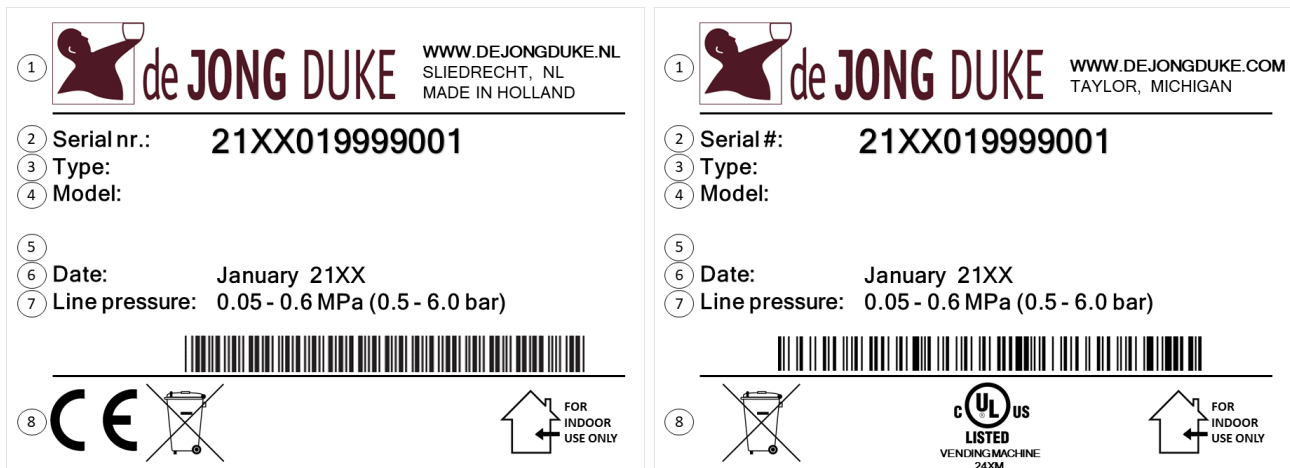 1
de JONG DUKE
WWW.DEJONGDUKE.NL
SLIEDRECHT, NL
MADE IN HOLLAND
2 Serial nr.: 21XX019999001
3 Type:
4 Model:
5
6 Date: January 21XX
7 Line pressure: 0.05 - 0.6 MPa (0.5 - 6.0 bar)
8
CE
FOR
INDOOR
USE ONLY
1
de JONG DUKE
WWW.DEJONGDUKE.COM
TAYLOR, MICHIGAN
2 Serial #: 21XX019999001
3 Type:
4 Model:
5
6 Date: January 21XX
7 Line pressure: 0.05 - 0.6 MPa (0.5 - 6.0 bar)
8
C UL US
LISTED
VENDING MACHINE
24XM
FOR
INDOOR
USE ONLY